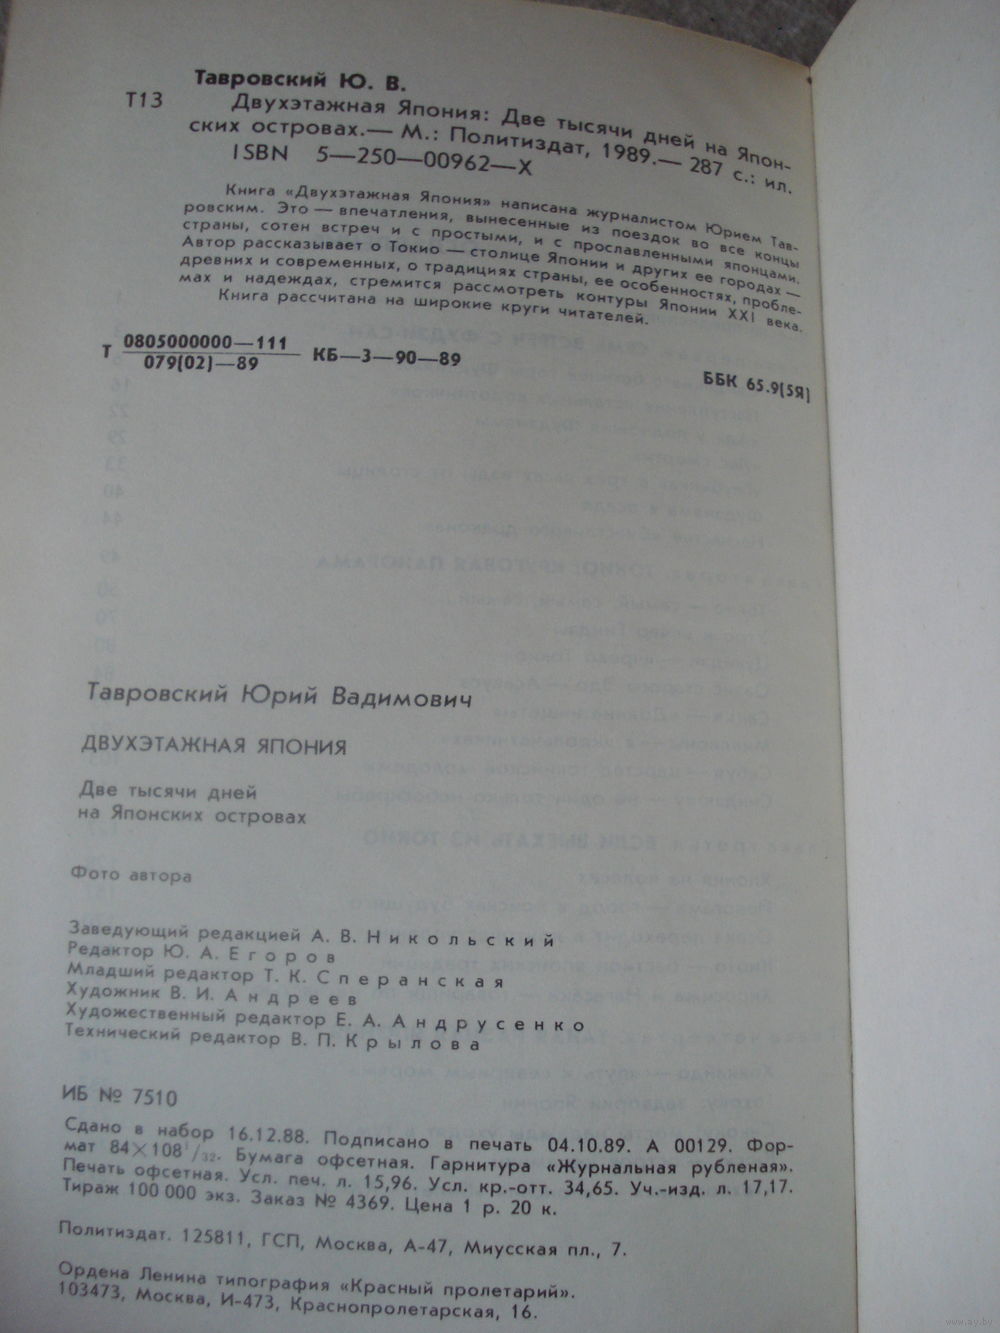 Тавровский Ю. В.
Т13 Двухэтажная Япония: Две тысячи дней на Япон-
ских островах.— М.: Политиздат, 1989.— 287 с.: ил.
ISBN 5—250—00962—X
Книга «Двухэтажная Япония» написана журналистом Юрием Тав-
ровским. Это — впечатления, вынесенные из поездок во все концы
страны, сотен встреч и с простыми, и с прославленными японцами.
Автор рассказывает о Токио — столице Японии и других ее городах —
древних и современных, о традициях страны, ее особенностях, пробле-
мах и надеждах, стремится рассмотреть контуры Японии XXI века.
Книга рассчитана на широкие круги читателей.
Т 0805000000—111
079(02)—89 КБ—3—90—89
ББК 65.9(5Я)
Тавровский Юрий Вадимович
ДВУХЭТАЖНАЯ ЯПОНИЯ
Две тысячи дней
на Японских островах
Фото автора
Заведующий редакцией А. В. Никольский
Редактор Ю. А. Егоров
Младший редактор Т. К. Сперанская
Художник В. И. Андреев
Художественный редактор Е. А. Андрусенко
Технический редактор В. П. Крылова
ИБ № 7510
Сдано в набор 16.12.88. Подписано в печать 04.10.89. А 00129. Фор-
мат 84×108 1/32. Бумага офсетная. Гарнитура «Журнальная рубленая».
Печать офсетная. Усл. печ. л. 15,96. Усл. кр.-отт. 34,65. Уч.-изд. л. 17,17.
Тираж 100 000 экз. Заказ № 4369. Цена 1 р. 20 к.
Политиздат. 125811, ГСП, Москва, А-47, Миусская пл., 7.
Ордена Ленина типография «Красный пролетарий».
103473, Москва, И-473, Краснопролетарская, 16.
www.ay.by